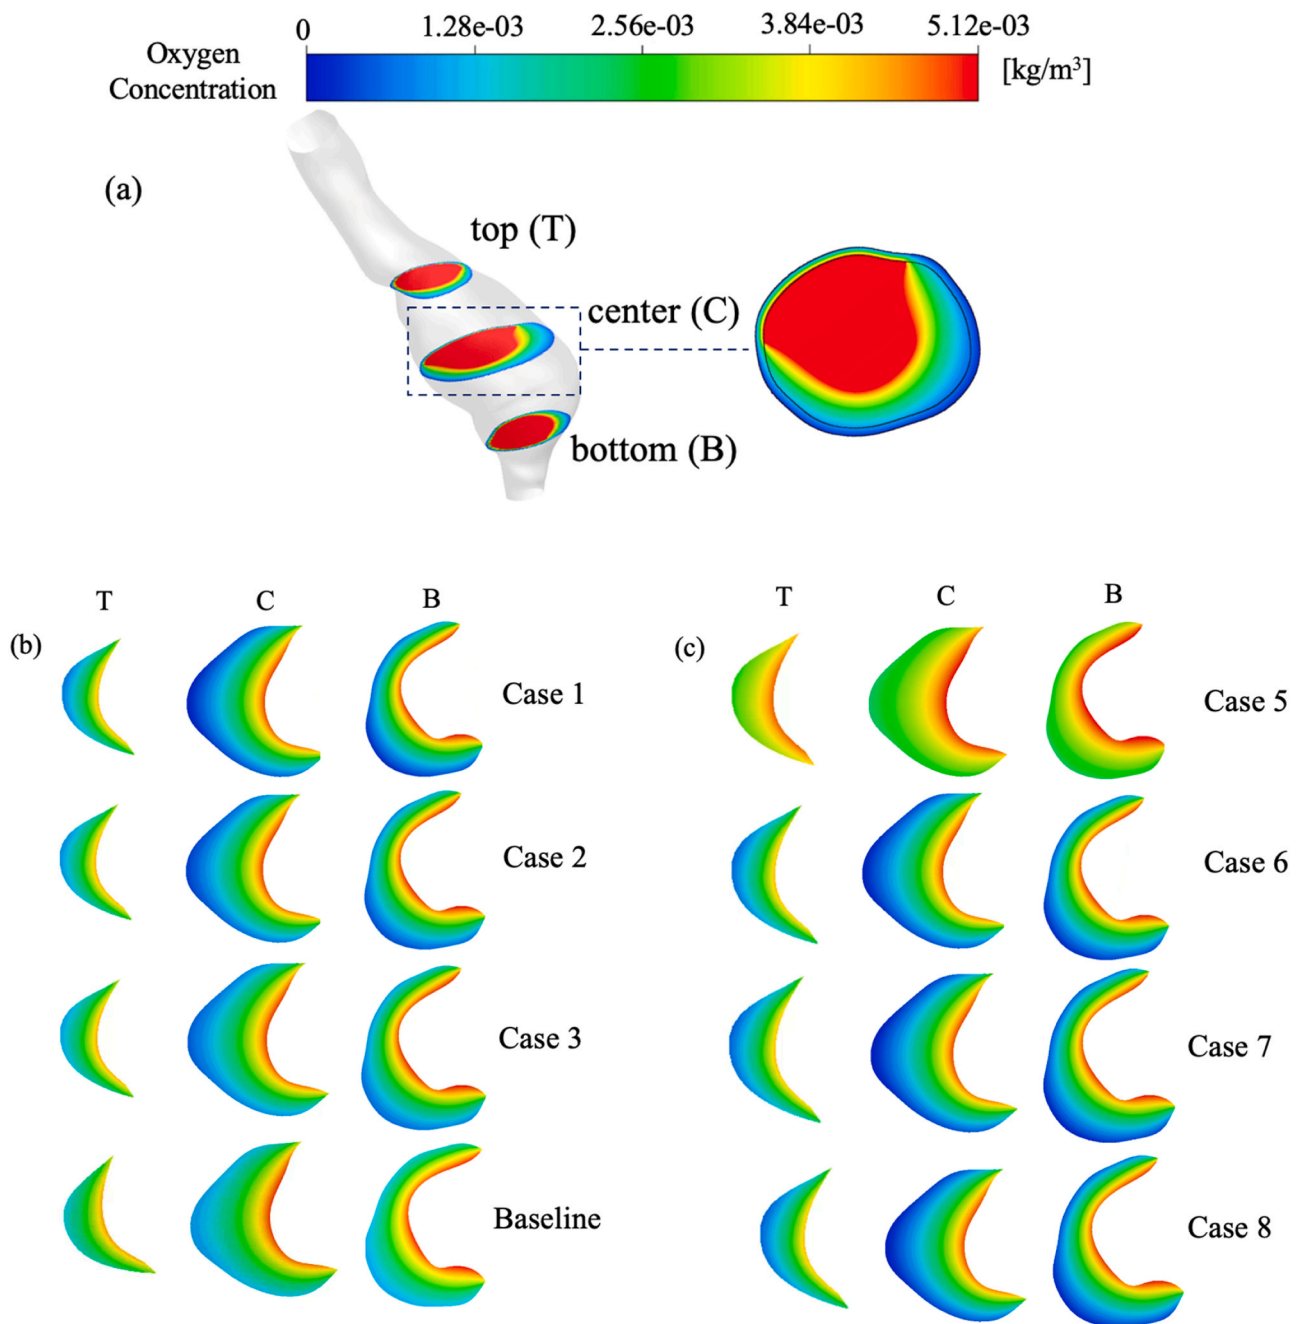 0 1.28e-03 2.56e-03 3.84e-03 5.12e-03
Oxygen
Concentration
[kg/m³]
(a)
top (T)
center (C)
bottom (B)
T C B
(b)
Case 1
Case 2
Case 3
Baseline
T C B
(c)
Case 5
Case 6
Case 7
Case 8